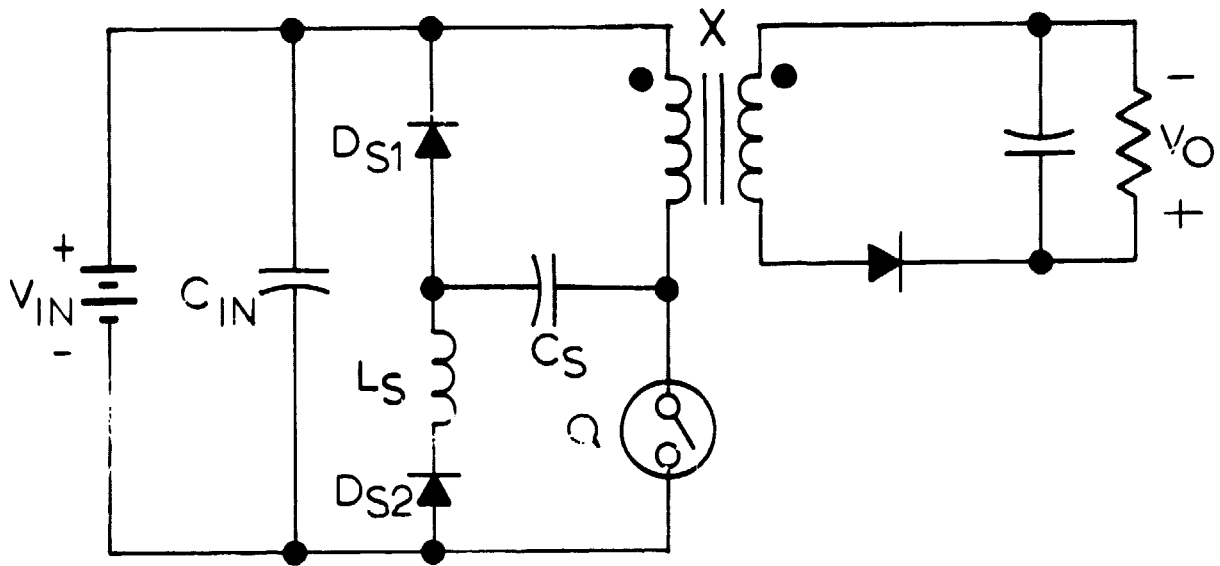 X
D_S1
+
V_IN
-
C_IN
L_S
C_S
Q
D_S2
-
V_O
+